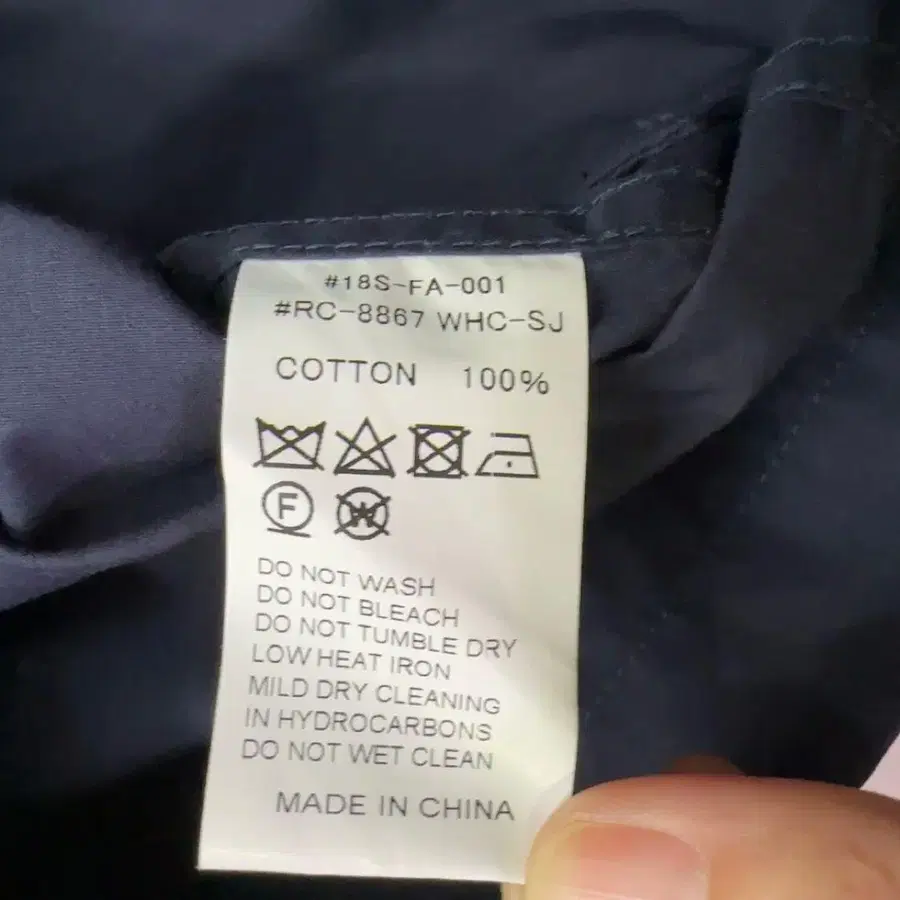 #18S-FA-001
#RC-8867 WHC-SJ
COTTON 100%
F W
DO NOT WASH
DO NOT BLEACH
DO NOT TUMBLE DRY
LOW HEAT IRON
MILD DRY CLEANING
IN HYDROCARBONS
DO NOT WET CLEAN
MADE IN CHINA